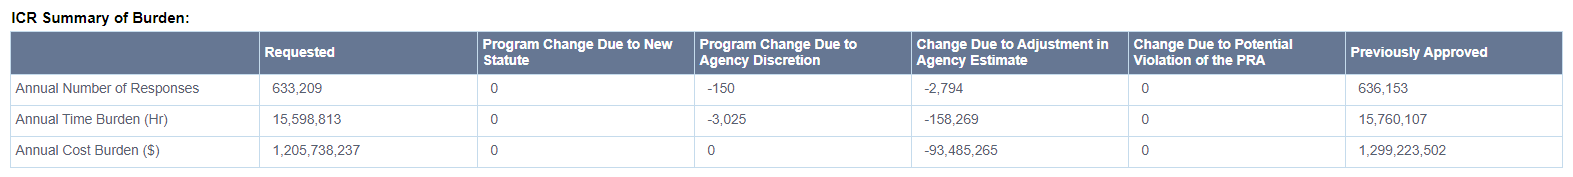 ICR Summary of Burden:
Requested
Program Change Due to New
Statute
Program Change Due to
Agency Discretion
Change Due to Adjustment in
Agency Estimate
Change Due to Potential
Violation of the PRA
Previously Approved
Annual Number of Responses 633,209 0 -150 -2,794 0 636,153
Annual Time Burden (Hr) 15,598,813 0 -3,025 -158,269 0 15,760,107
Annual Cost Burden ($) 1,205,738,237 0 0 -93,485,265 0 1,299,223,502